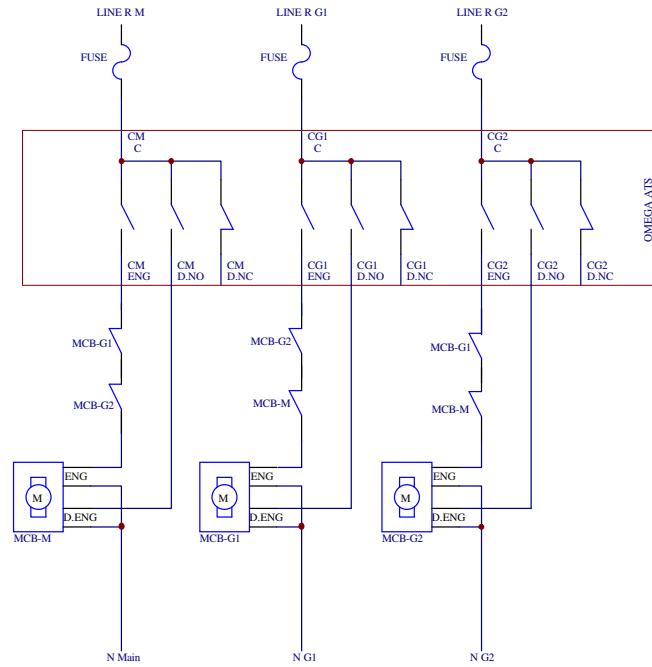 LINE R M
LINE R G1
LINE R G2
FUSE
FUSE
FUSE
CM
C
CG1
C
CG2
C
OMEGA ATS
CM
ENG
CM
D.NO
CM
D.NC
CG1
ENG
CG1
D.NO
CG1
D.NC
CG2
ENG
CG2
D.NO
CG2
D.NC
MCB-G1
MCB-G2
MCB-G1
MCB-G2
MCB-M
MCB-M
ENG
ENG
ENG
M
M
M
D.ENG
D.ENG
D.ENG
MCB-M
MCB-G1
MCB-G2
N Main
N G1
N G2